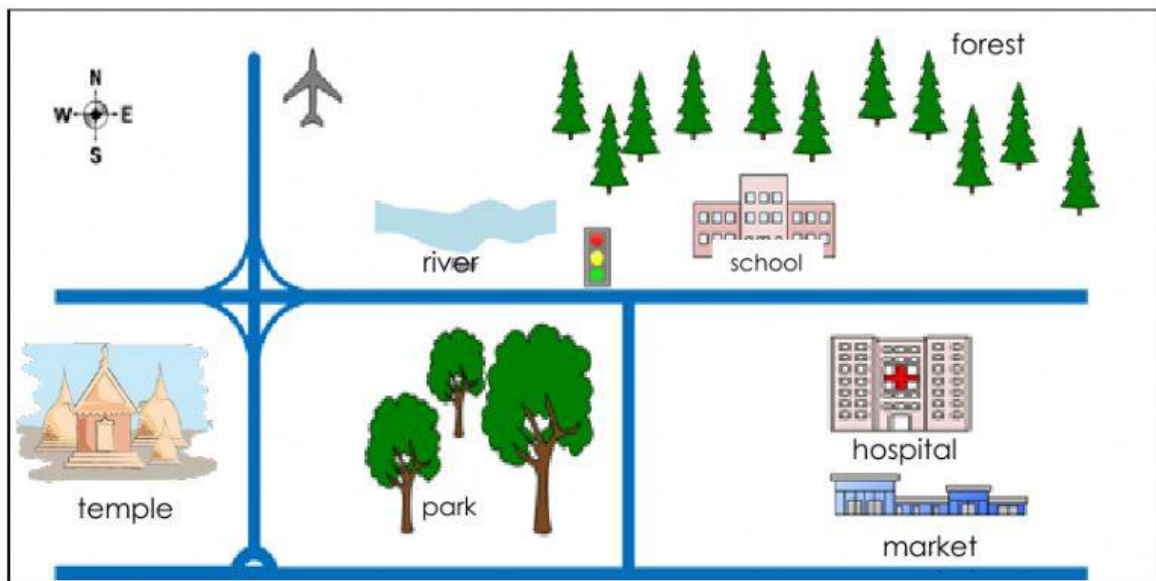 forest
N
W E
S
river
school
hospital
temple
park
market